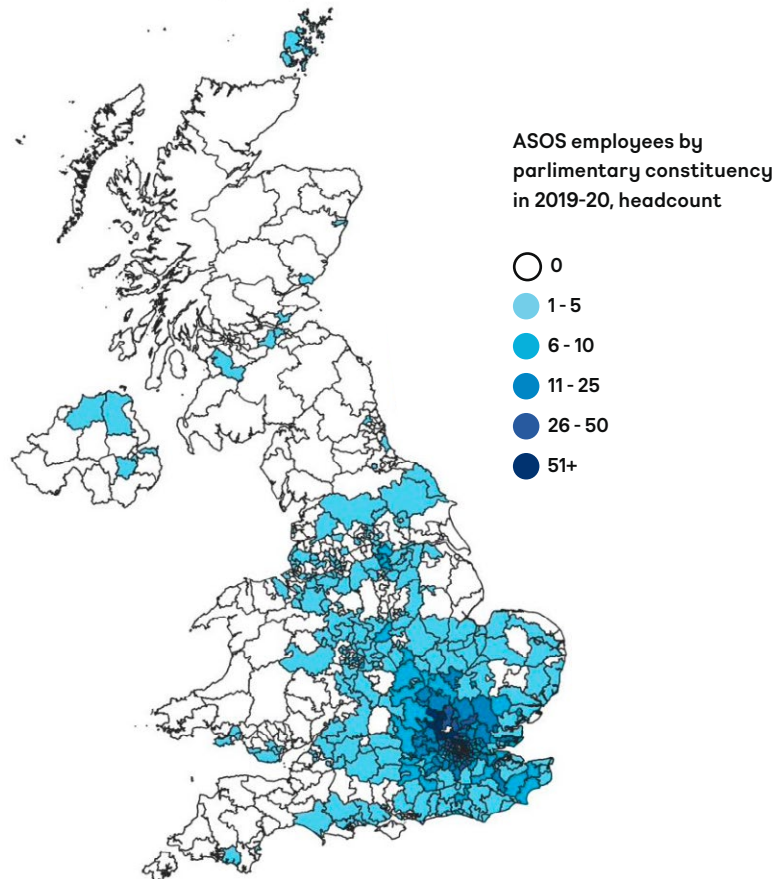 ASOS employees by
parlimentary constituency
in 2019-20, headcount
0
1 - 5
6 - 10
11 - 25
26 - 50
51+